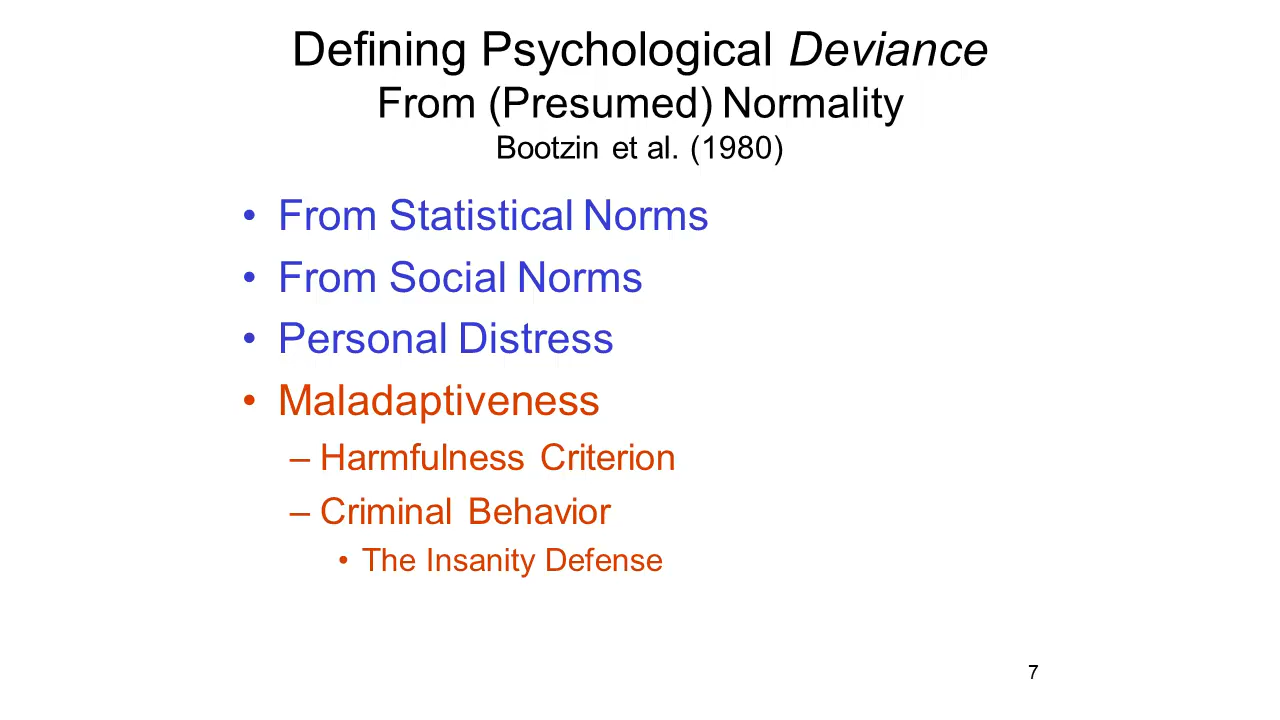 Defining Psychological Deviance
From (Presumed) Normality
Bootzin et al. (1980)
• From Statistical Norms
• From Social Norms
• Personal Distress
• Maladaptiveness
– Harmfulness Criterion
– Criminal Behavior
• The Insanity Defense
7